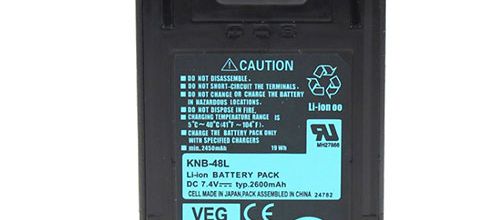 ⚠CAUTION
● DO NOT DISASSEMBLE.
● DO NOT SHORT-CIRCUIT THE TERMINALS.
● DO NOT CHANGE OR CHARGE THE BATTERY
IN HAZARDOUS LOCATIONS.
● DO NOT DISPOSE OF IN FIRE.
● CHARGING TEMPERATURE RANGE IS
5°C~40°C(41°F~104°F).
● CHARGE THE BATTERY PACK ONLY
WITH SPECIFIED CHARGERS
min. 2450mAh 19 Wh
Li-ion 00
MH27866
KNB-48L
Li-ion BATTERY PACK
DC 7.4V typ.2600mAh
CELL MADE IN JAPAN, PACK ASSEMBLED IN CHINA 24762
VEG